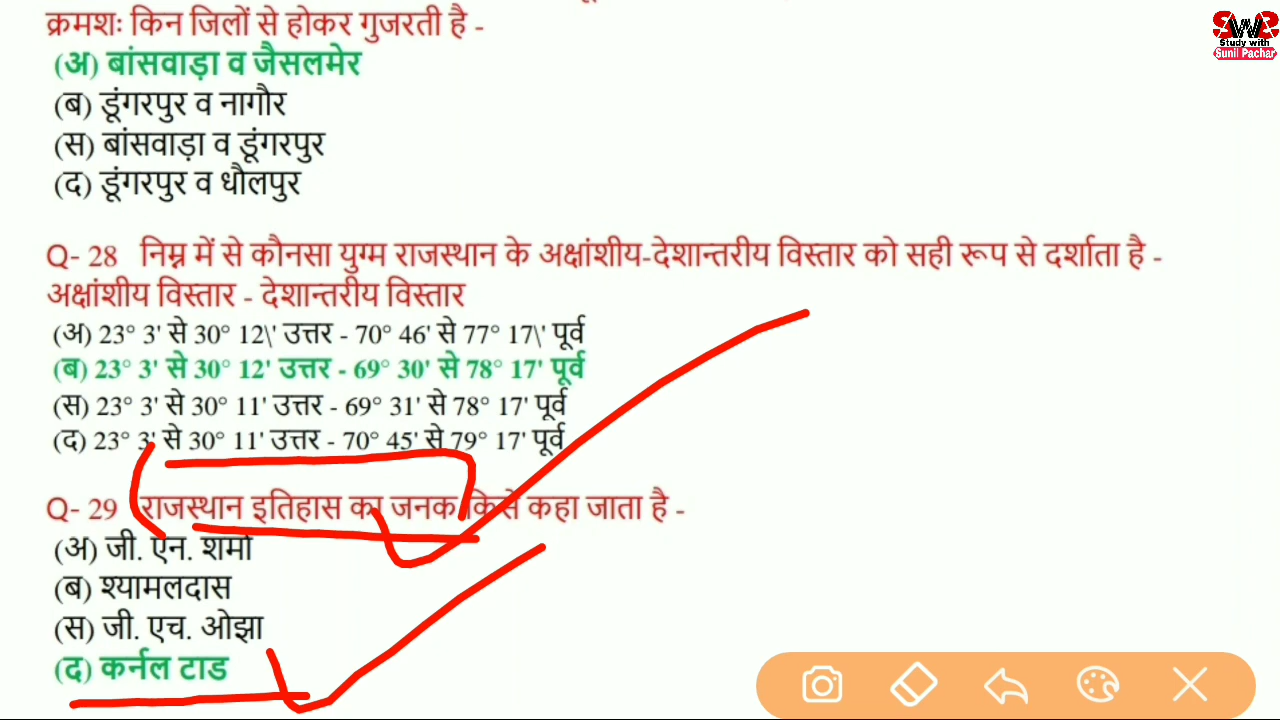 क्रमशः किन जिलों से होकर गुजरती है -
(अ) बांसवाड़ा व जैसलमेर
(ब) डूंगरपुर व नागौर
(स) बांसवाड़ा व डूंगरपुर
(द) डूंगरपुर व धौलपुर
Q- 28 निम्न में से कौनसा युग्म राजस्थान के अक्षांशीय-देशान्तरीय विस्तार को सही रूप से दर्शाता है -
अक्षांशीय विस्तार - देशान्तरीय विस्तार
(अ) 23° 3' से 30° 12\' उत्तर - 70° 46' से 77° 17\' पूर्व
(ब) 23° 3' से 30° 12' उत्तर - 69° 30' से 78° 17' पूर्व
(स) 23° 3' से 30° 11' उत्तर - 69° 31' से 78° 17' पूर्व
(द) 23° 3' से 30° 11' उत्तर - 70° 45' से 79° 17' पूर्व
Q- 29 राजस्थान इतिहास का जनक किसे कहा जाता है -
(अ) जी. एन. शर्मा
(ब) श्यामलदास
(स) जी. एच. ओझा
(द) कर्नल टाड
SWS
Study with
Sunil Pachar